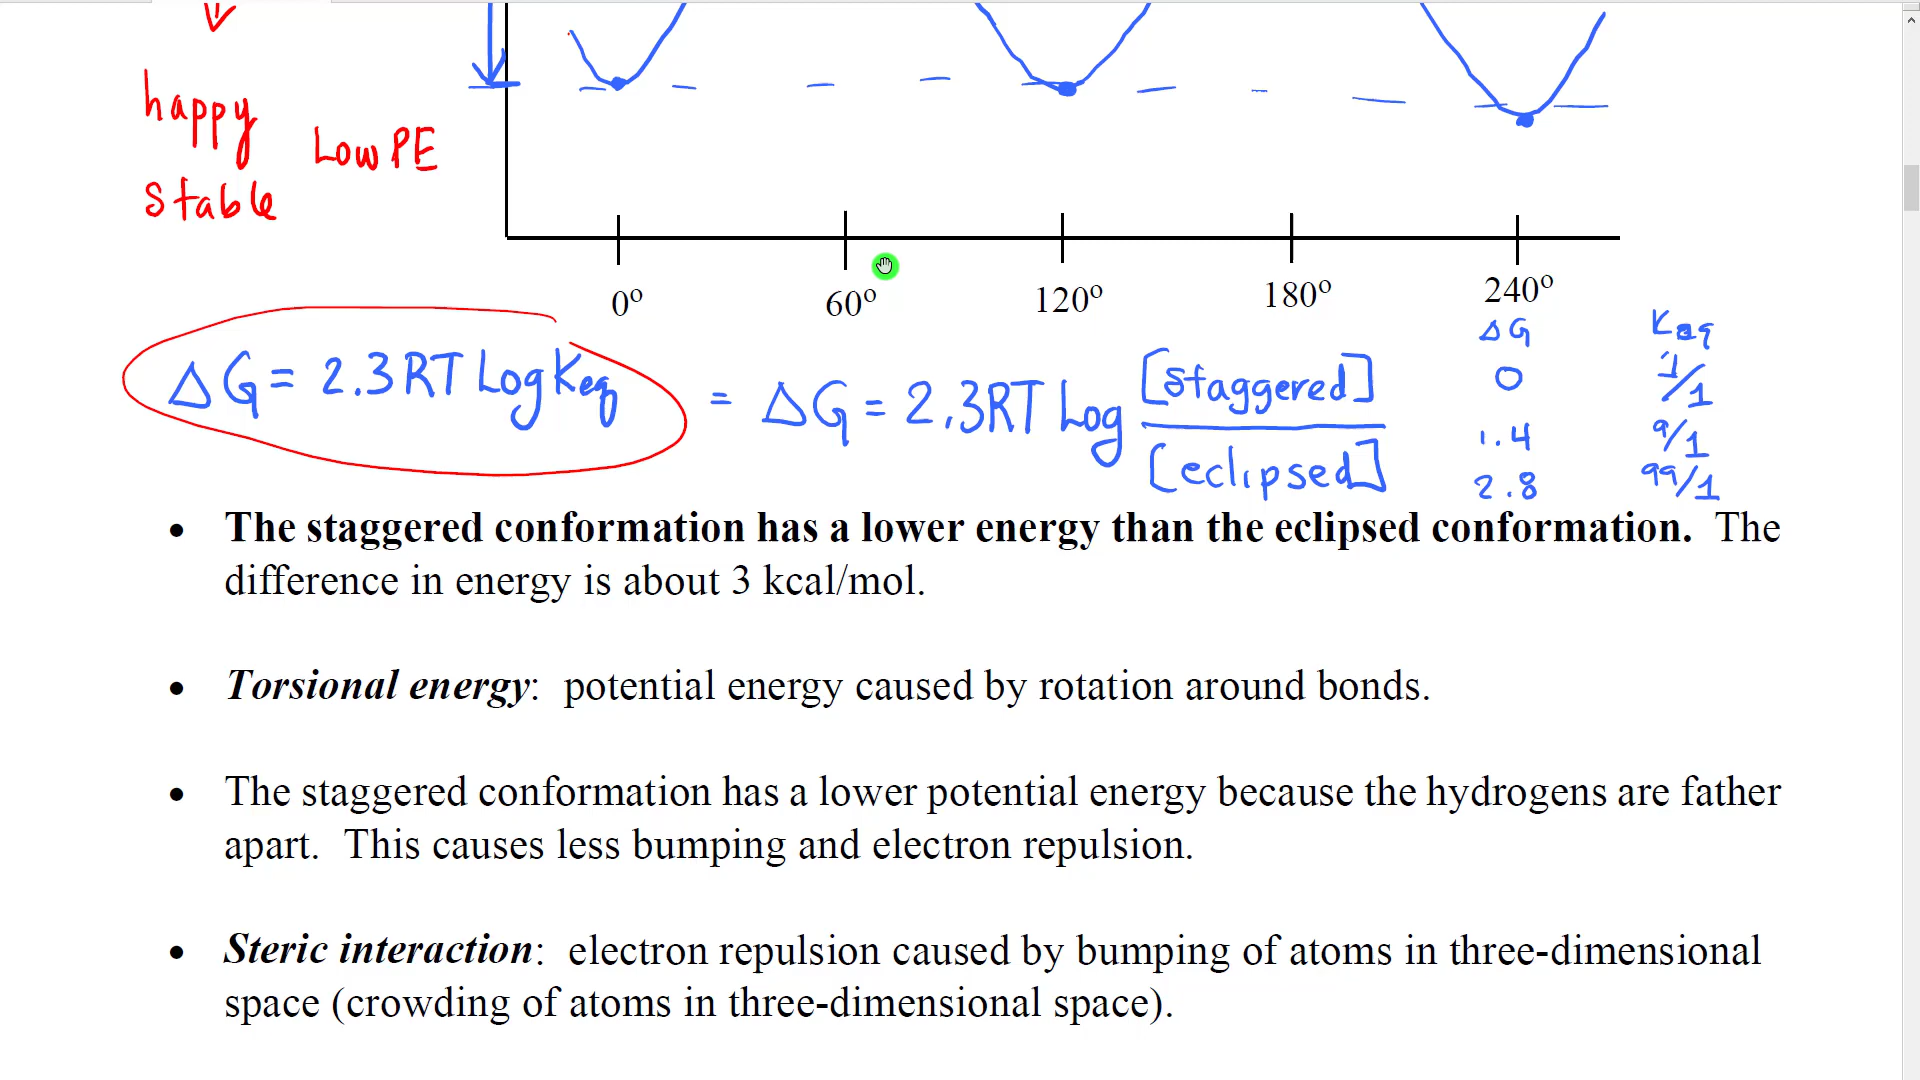 happy
Low PE
stable
0º 60º 120º 180º 240º
ΔG Keq
ΔG = 2.3RT Log Keq = ΔG = 2.3RT Log [staggered]
[eclipsed]
0 1/1
1.4 9/1
2.8 99/1
• The staggered conformation has a lower energy than the eclipsed conformation. The
difference in energy is about 3 kcal/mol.
• Torsional energy: potential energy caused by rotation around bonds.
• The staggered conformation has a lower potential energy because the hydrogens are father
apart. This causes less bumping and electron repulsion.
• Steric interaction: electron repulsion caused by bumping of atoms in three-dimensional
space (crowding of atoms in three-dimensional space).